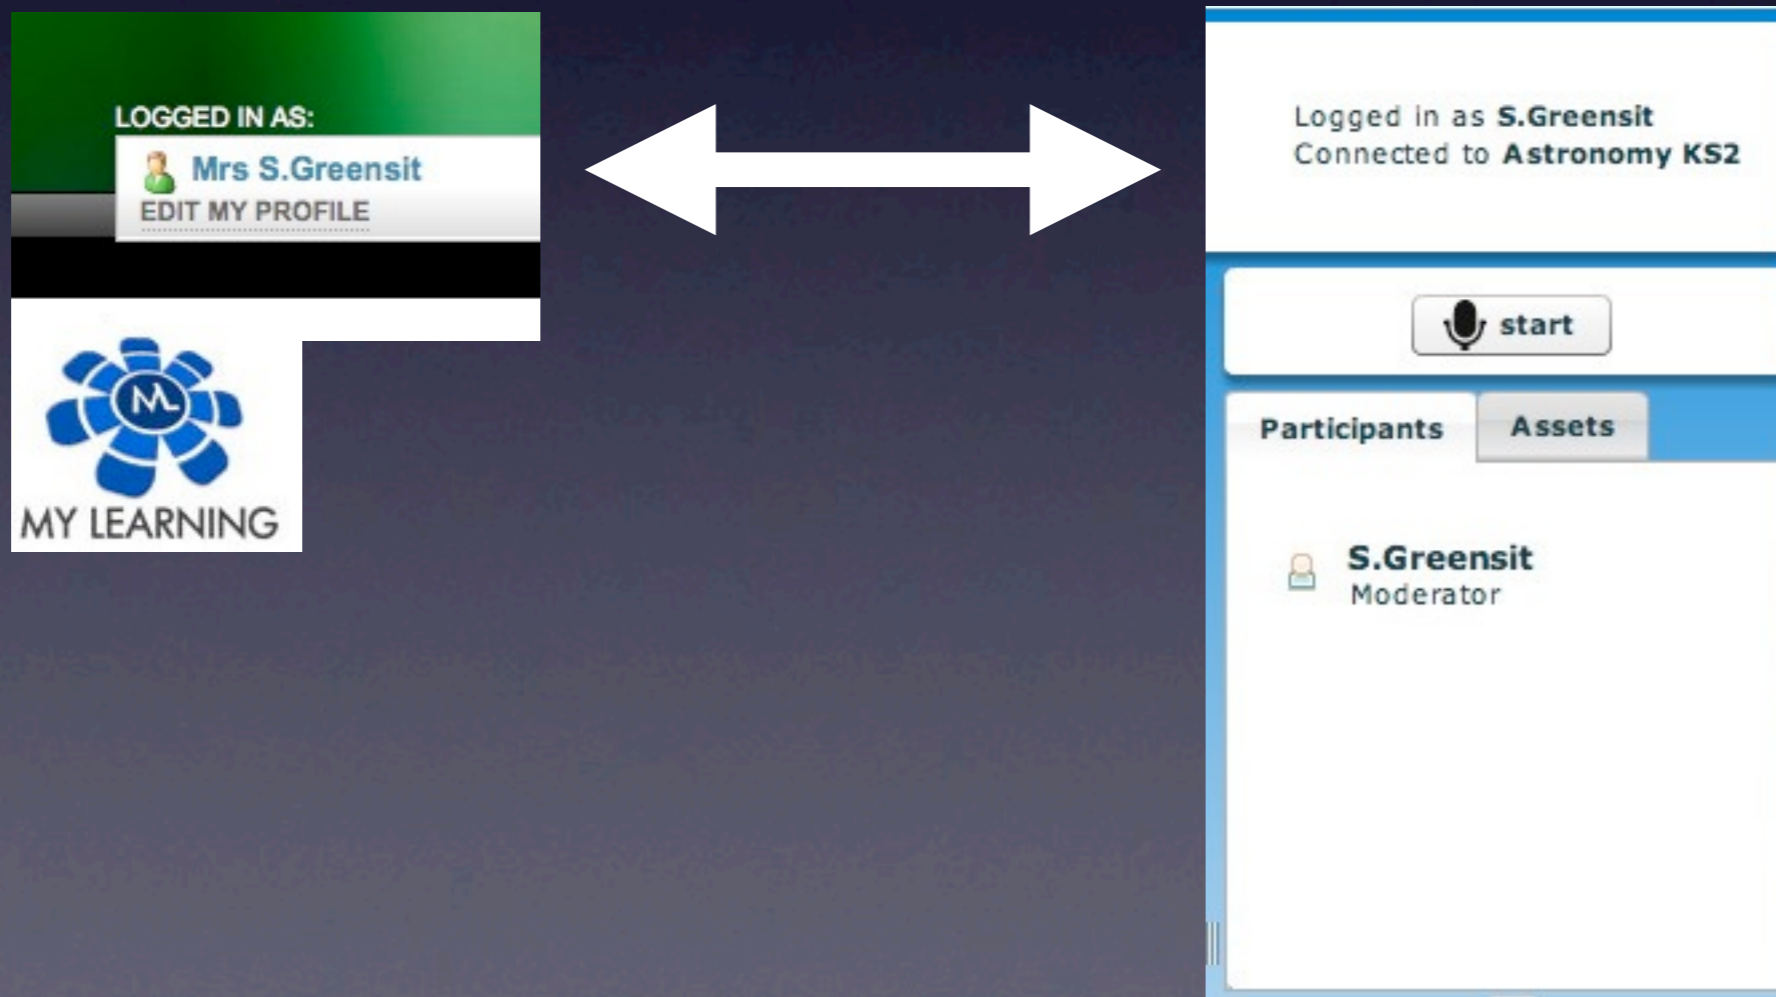 LOGGED IN AS:
Mrs S.Greensit
EDIT MY PROFILE
ML
MY LEARNING
Logged in as S.Greensit
Connected to Astronomy KS2
start
Participants
Assets
S.Greensit
Moderator